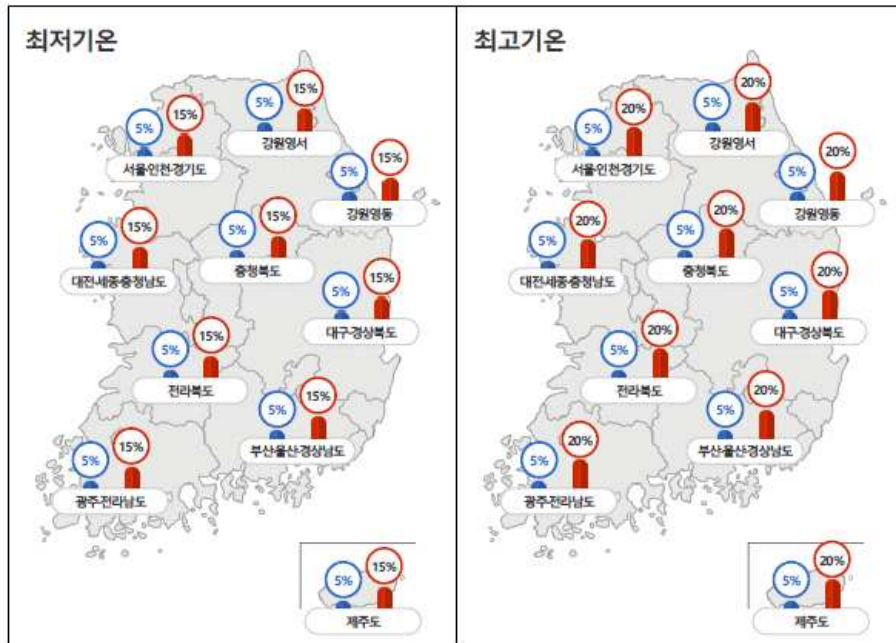 최저기온
5% 15%
강원영서
5% 15%
서울·인천·경기도
5% 15%
강원영동
5% 15%
충청북도
5% 15%
대전·세종·충청남도
5% 15%
대구·경상북도
5% 15%
전라북도
5% 15%
부산·울산·경상남도
5% 15%
광주·전라남도
5% 15%
제주도
최고기온
5% 20%
강원영서
5% 20%
서울·인천·경기도
5% 20%
강원영동
5% 20%
충청북도
5% 20%
대전·세종·충청남도
5% 20%
대구·경상북도
5% 20%
전라북도
5% 20%
부산·울산·경상남도
5% 20%
광주·전라남도
5% 20%
제주도